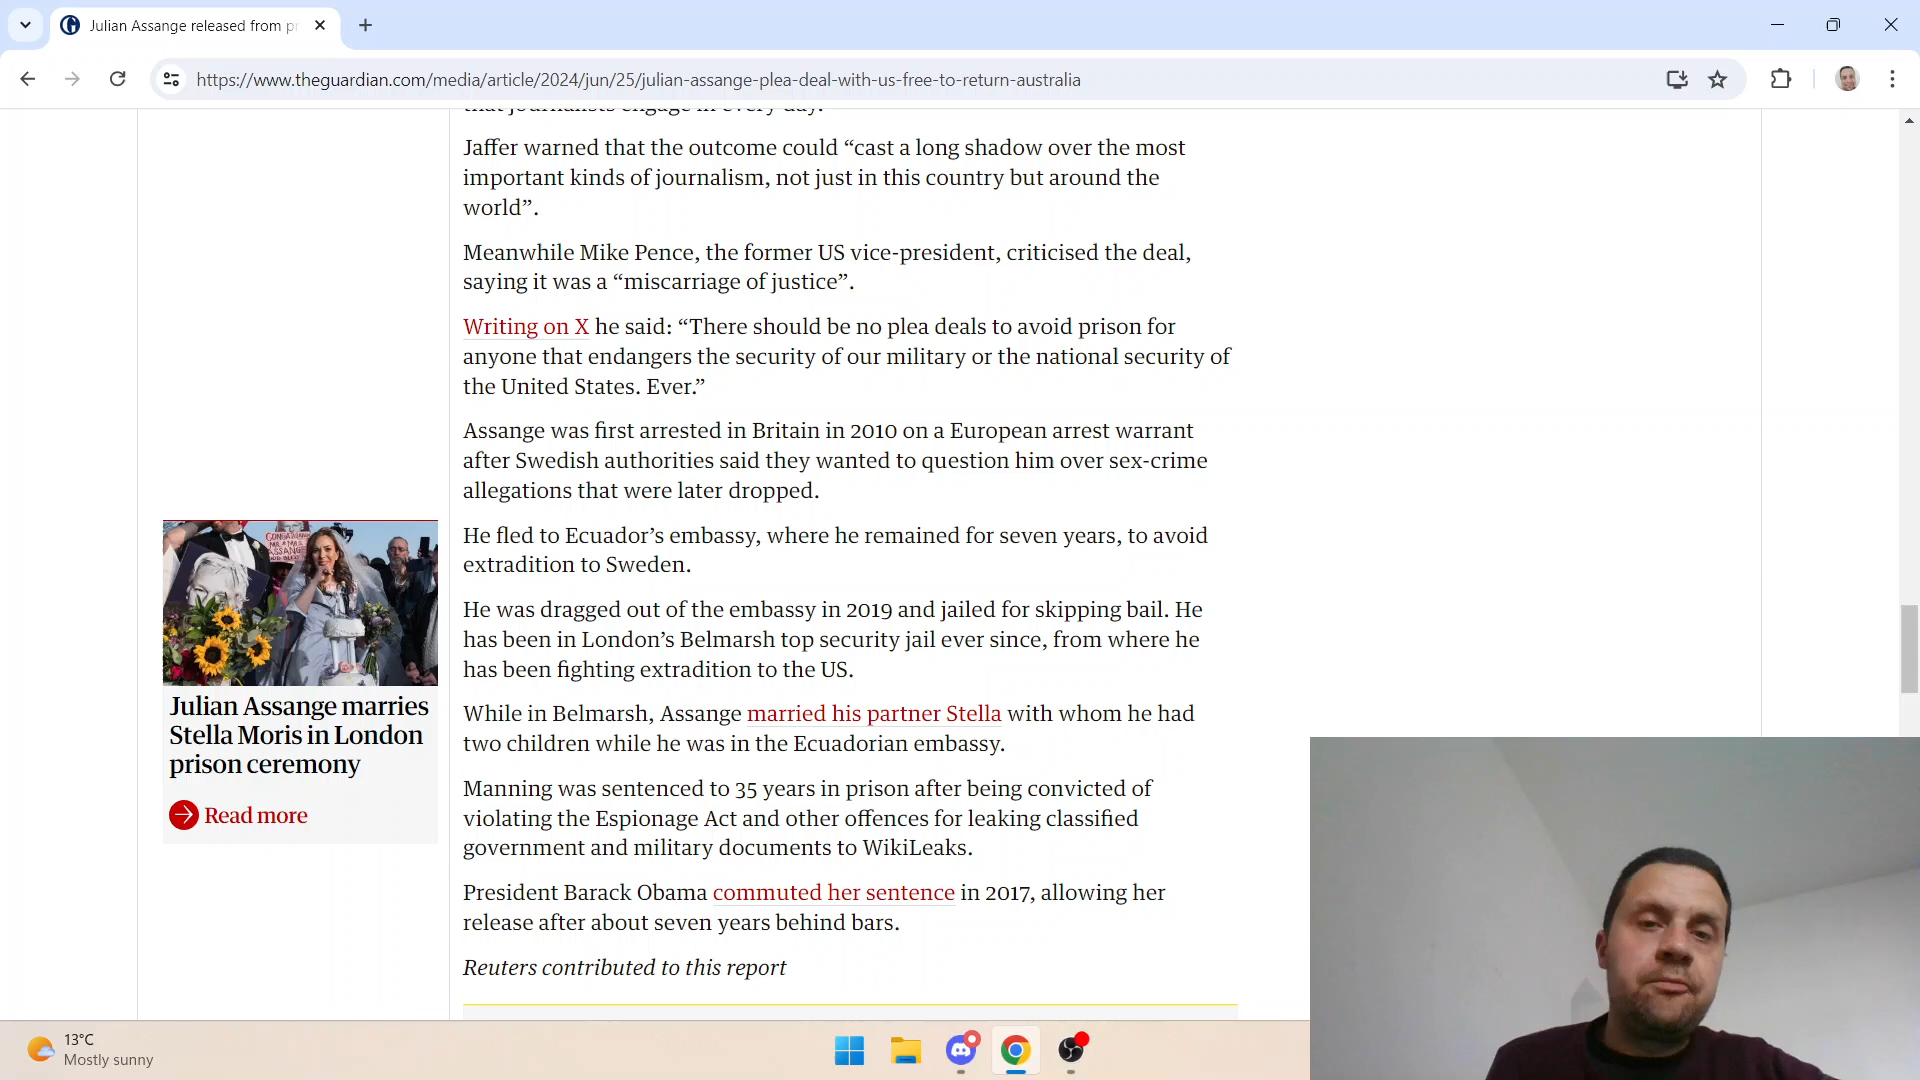 Julian Assange released from pr
https://www.theguardian.com/media/article/2024/jun/25/julian-assange-plea-deal-with-us-free-to-return-australia
that journalists engage in every day.
Jaffer warned that the outcome could “cast a long shadow over the most
important kinds of journalism, not just in this country but around the
world”.
Meanwhile Mike Pence, the former US vice-president, criticised the deal,
saying it was a “miscarriage of justice”.
Writing on X he said: “There should be no plea deals to avoid prison for
anyone that endangers the security of our military or the national security of
the United States. Ever.”
Assange was first arrested in Britain in 2010 on a European arrest warrant
after Swedish authorities said they wanted to question him over sex-crime
allegations that were later dropped.
He fled to Ecuador’s embassy, where he remained for seven years, to avoid
extradition to Sweden.
He was dragged out of the embassy in 2019 and jailed for skipping bail. He
has been in London’s Belmarsh top security jail ever since, from where he
has been fighting extradition to the US.
While in Belmarsh, Assange married his partner Stella with whom he had
two children while he was in the Ecuadorian embassy.
Manning was sentenced to 35 years in prison after being convicted of
violating the Espionage Act and other offences for leaking classified
government and military documents to WikiLeaks.
President Barack Obama commuted her sentence in 2017, allowing her
release after about seven years behind bars.
Reuters contributed to this report
Julian Assange marries
Stella Moris in London
prison ceremony
Read more
13°C
Mostly sunny